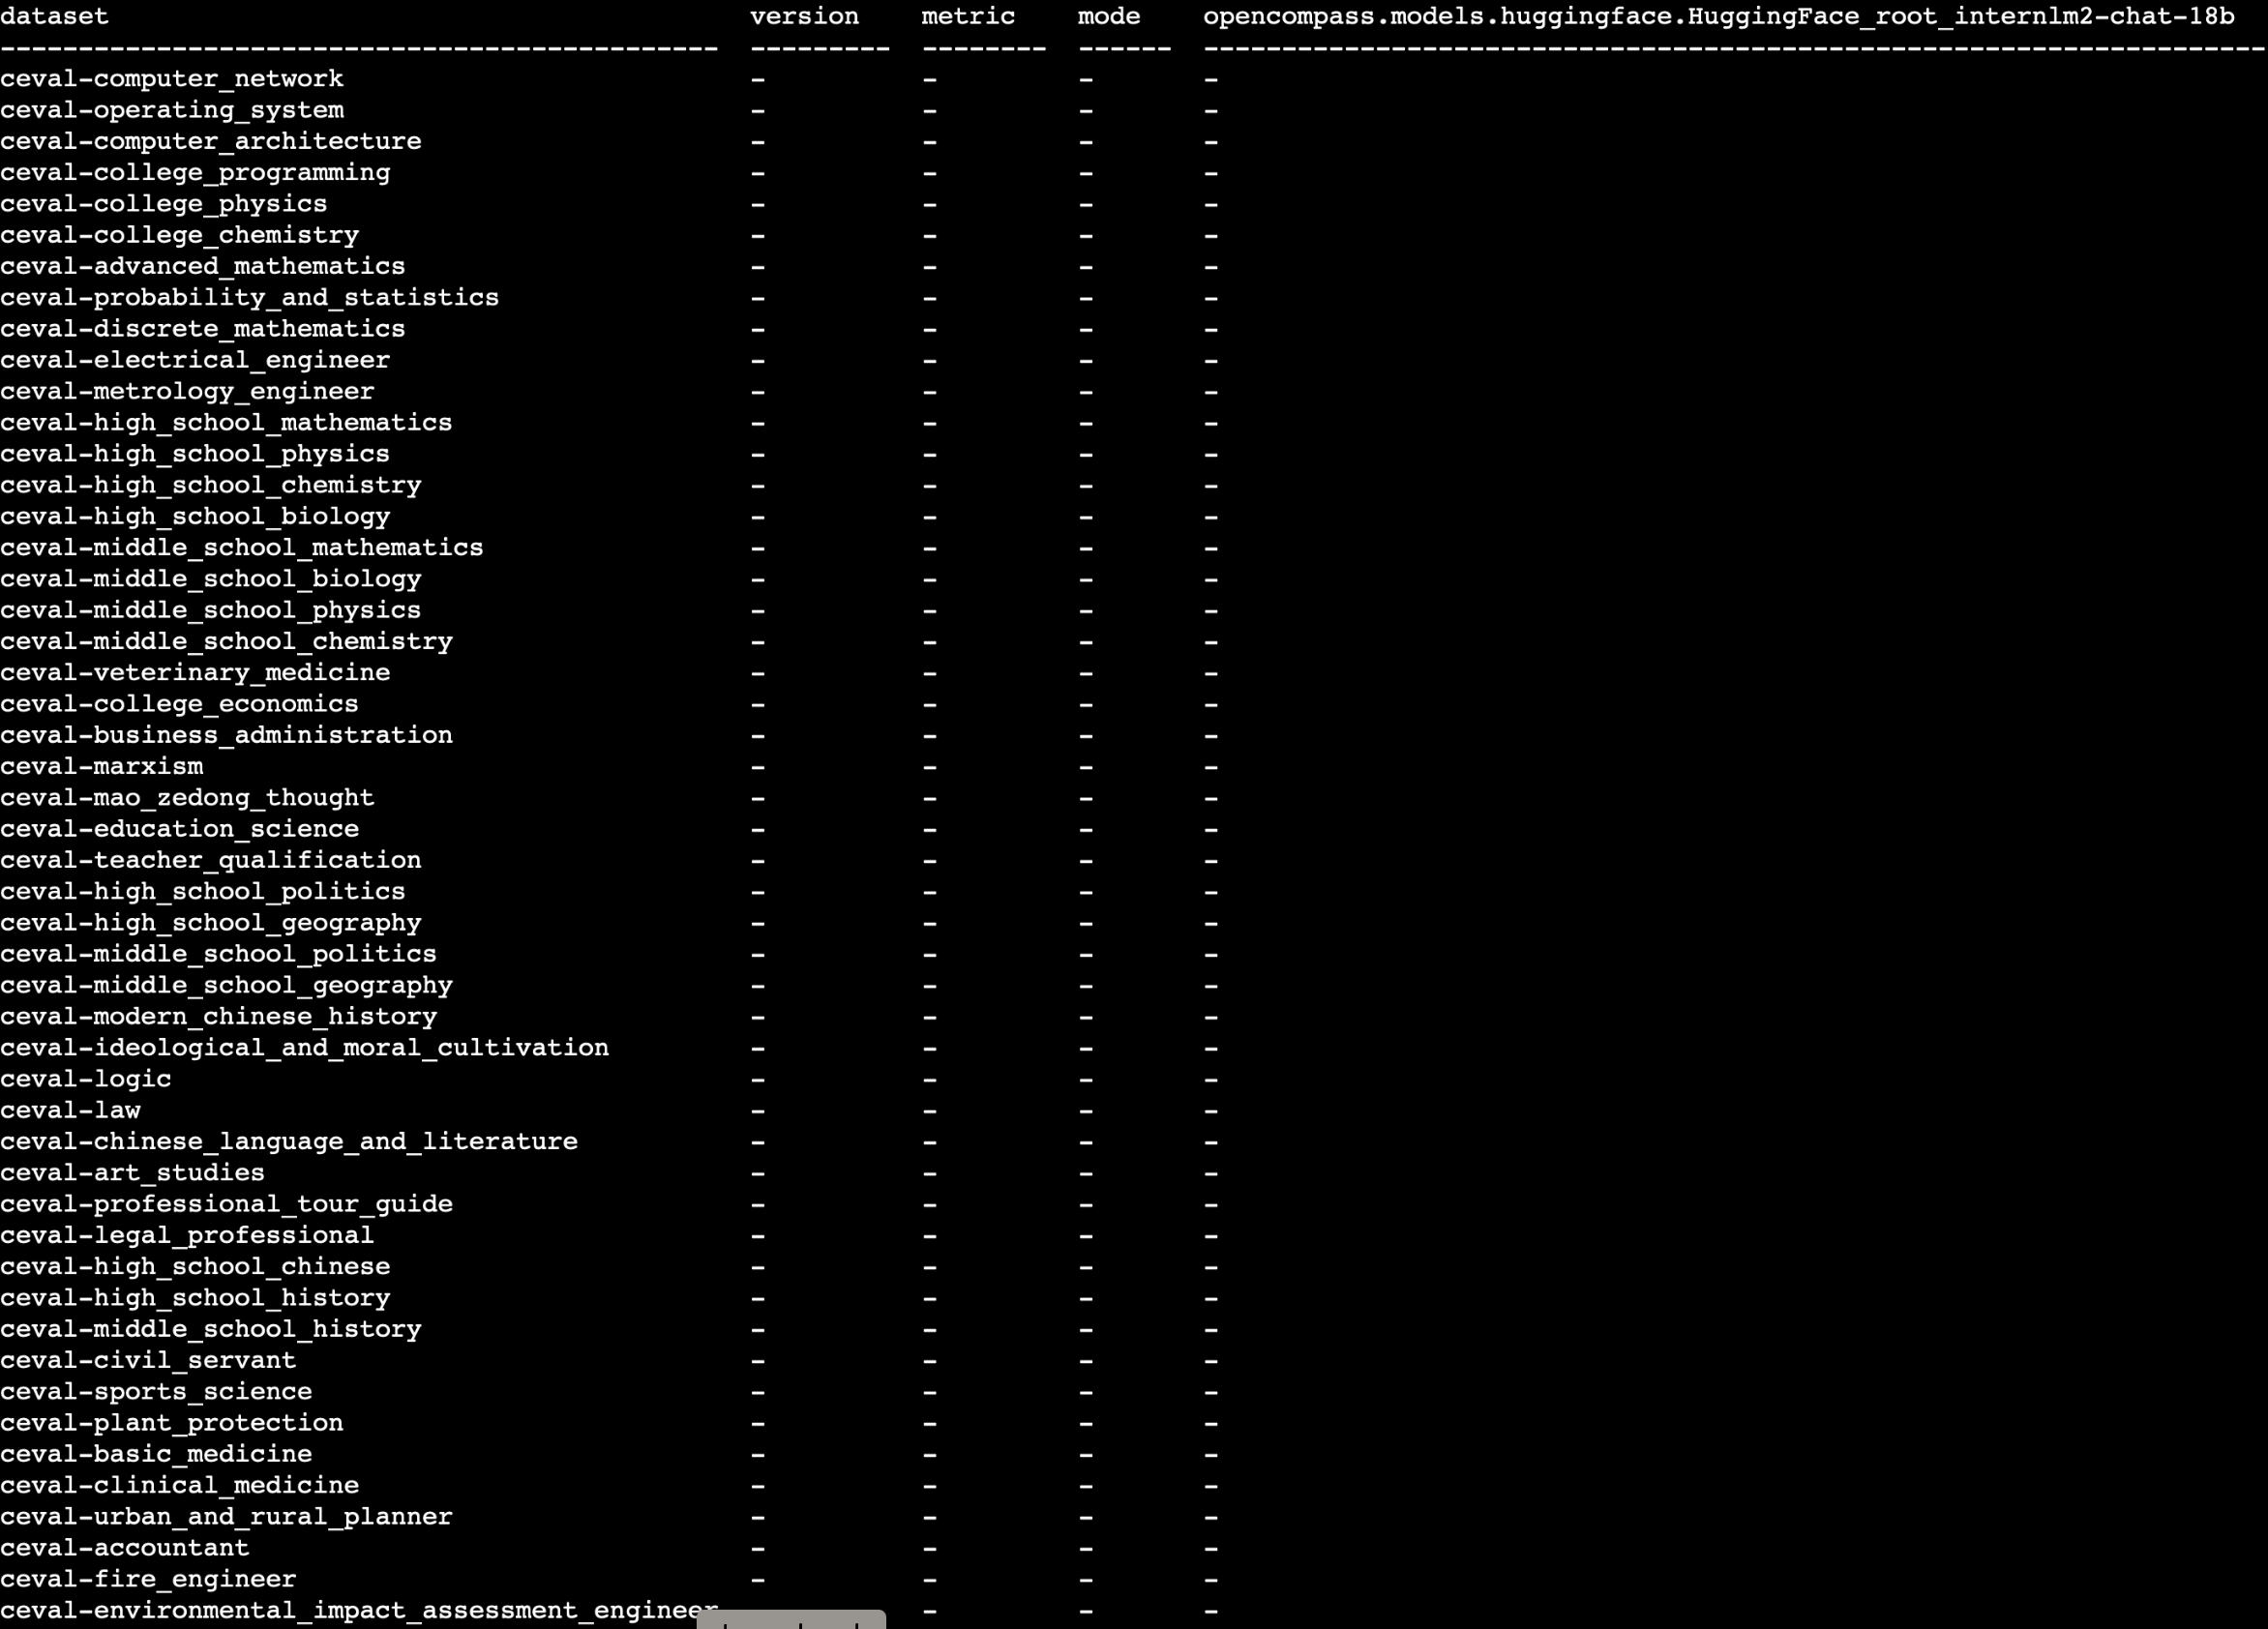 dataset version metric mode opencompass.models.huggingface.HuggingFace_root_internlm2-chat-18b
---------------------------------------------- --------- -------- ------ --------------------------------------------------------------------
ceval-computer_network - - - -
ceval-operating_system - - - -
ceval-computer_architecture - - - -
ceval-college_programming - - - -
ceval-college_physics - - - -
ceval-college_chemistry - - - -
ceval-advanced_mathematics - - - -
ceval-probability_and_statistics - - - -
ceval-discrete_mathematics - - - -
ceval-electrical_engineer - - - -
ceval-metrology_engineer - - - -
ceval-high_school_mathematics - - - -
ceval-high_school_physics - - - -
ceval-high_school_chemistry - - - -
ceval-high_school_biology - - - -
ceval-middle_school_mathematics - - - -
ceval-middle_school_biology - - - -
ceval-middle_school_physics - - - -
ceval-middle_school_chemistry - - - -
ceval-veterinary_medicine - - - -
ceval-college_economics - - - -
ceval-business_administration - - - -
ceval-marxism - - - -
ceval-mao_zedong_thought - - - -
ceval-education_science - - - -
ceval-teacher_qualification - - - -
ceval-high_school_politics - - - -
ceval-high_school_geography - - - -
ceval-middle_school_politics - - - -
ceval-middle_school_geography - - - -
ceval-modern_chinese_history - - - -
ceval-ideological_and_moral_cultivation - - - -
ceval-logic - - - -
ceval-law - - - -
ceval-chinese_language_and_literature - - - -
ceval-art_studies - - - -
ceval-professional_tour_guide - - - -
ceval-legal_professional - - - -
ceval-high_school_chinese - - - -
ceval-high_school_history - - - -
ceval-middle_school_history - - - -
ceval-civil_servant - - - -
ceval-sports_science - - - -
ceval-plant_protection - - - -
ceval-basic_medicine - - - -
ceval-clinical_medicine - - - -
ceval-urban_and_rural_planner - - - -
ceval-accountant - - - -
ceval-fire_engineer - - - -
ceval-environmental_impact_assessment_engineer - - -